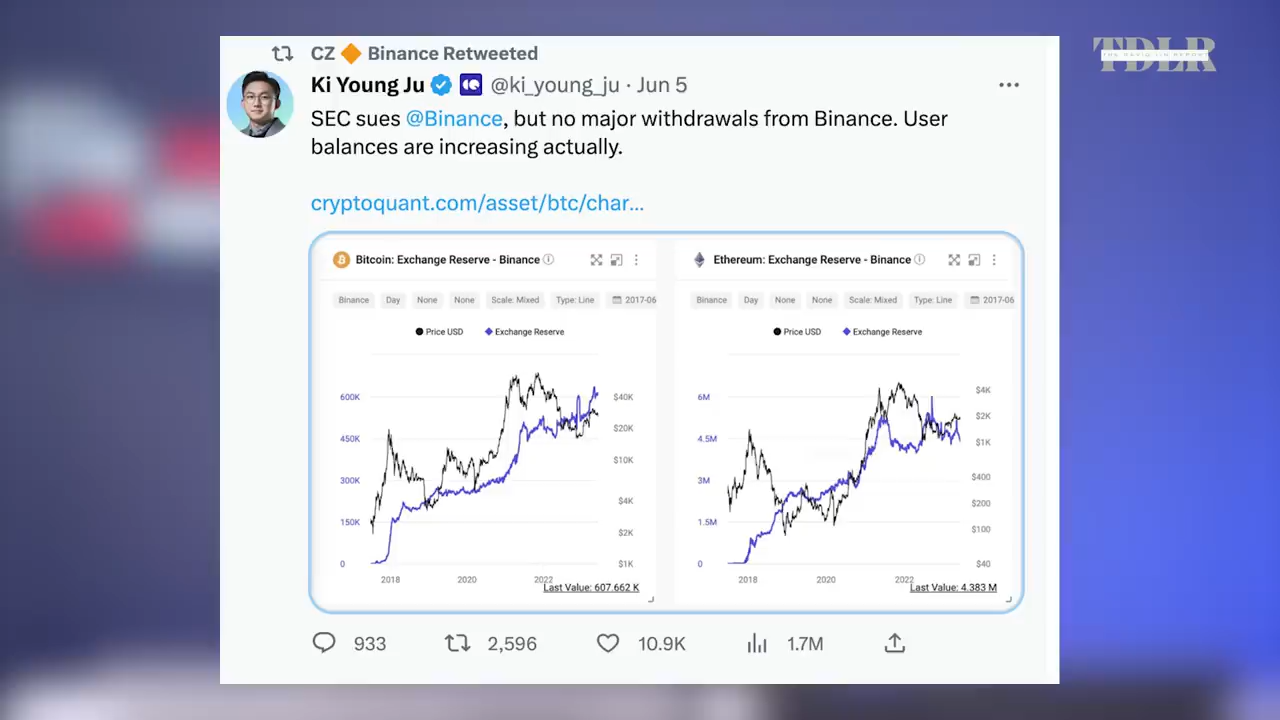 TDLR
THE DAVID LIN REPORT
CZ 🔶 Binance Retweeted
Ki Young Ju @ki_young_ju · Jun 5
SEC sues @Binance, but no major withdrawals from Binance. User
balances are increasing actually.
cryptoquant.com/asset/btc/char...
Bitcoin: Exchange Reserve - Binance
Binance Day None None Scale: Mixed Type: Line 2017-06
Price USD Exchange Reserve
600K
450K
300K
150K
0
$40K
$20K
$10K
$4K
$2K
$1K
2018 2020 2022
Last Value: 607.662 K
Ethereum: Exchange Reserve - Binance
Binance Day None None Scale: Mixed Type: Line 2017-06
Price USD Exchange Reserve
6M
4.5M
3M
1.5M
0
$4K
$2K
$1K
$400
$200
$100
$40
2018 2020 2022
Last Value: 4.383 M
933 2,596 10.9K 1.7M